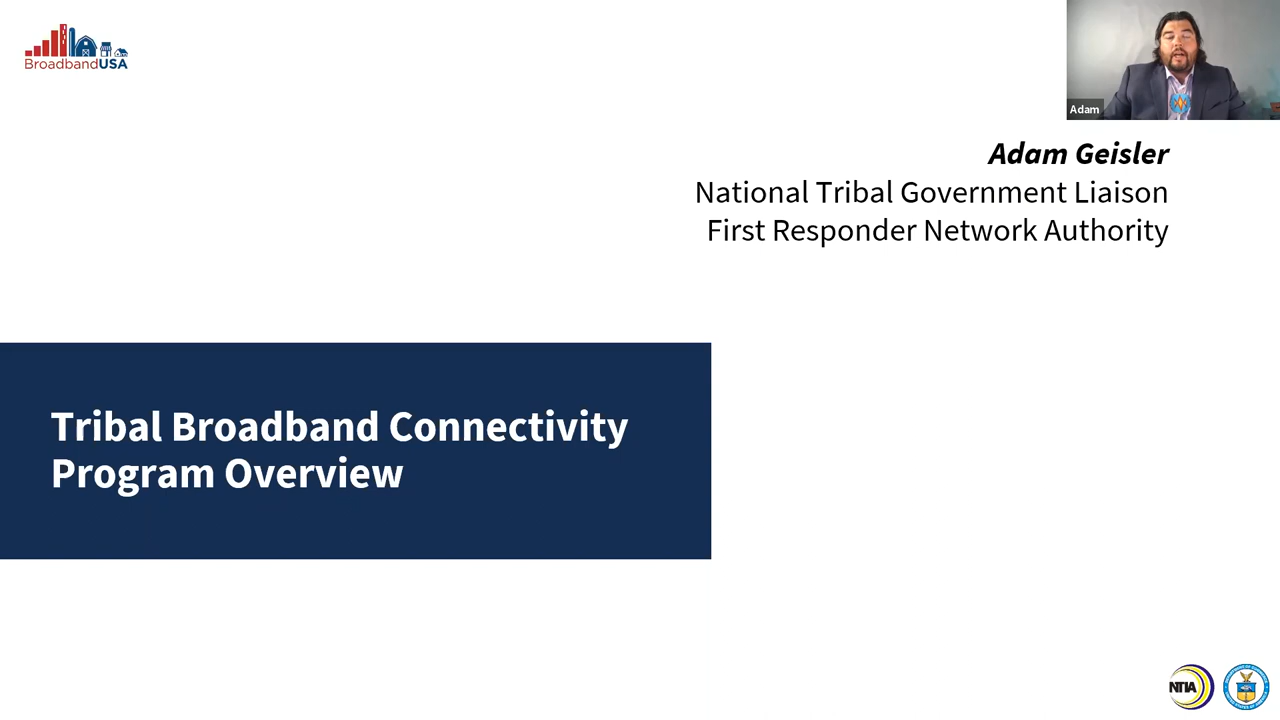 BroadbandUSA
Adam
Adam Geisler
National Tribal Government Liaison
First Responder Network Authority
Tribal Broadband Connectivity
Program Overview
NTIA